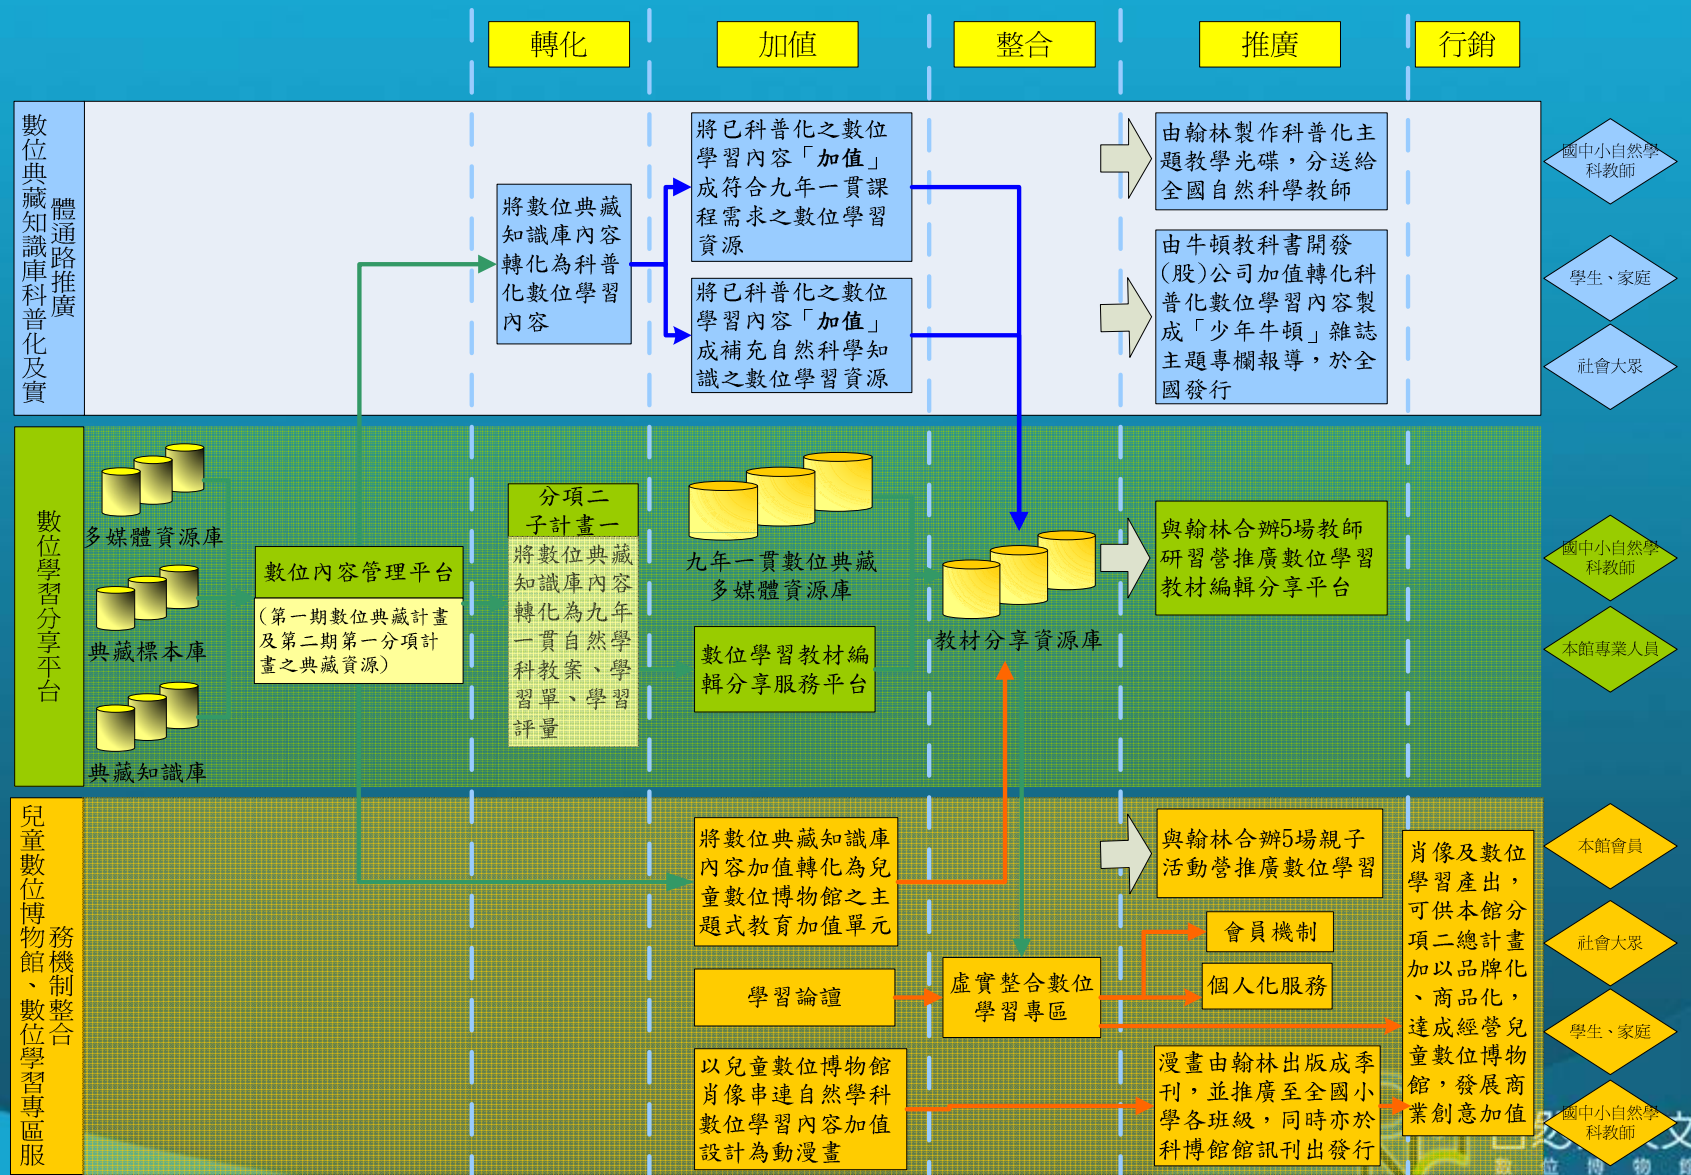 轉化
加值
整合
推廣
行銷
數位典藏知識庫科普化及實
體通路推廣
將數位典藏
知識庫內容
轉化為科普
化數位學習
內容
將已科普化之數位
學習內容「加值」
成符合九年一貫課
程需求之數位學習
資源
將已科普化之數位
學習內容「加值」
成補充自然科學知
識之數位學習資源
由翰林製作科普化主
題教學光碟，分送給
全國自然科學教師
由牛頓教科書開發
(股)公司加值轉化科
普化數位學習內容製
成「少年牛頓」雜誌
主題專欄報導，於全
國發行
國中小自然學
科教師
學生、家庭
社會大眾
數位學習分享平台
多媒體資源庫
典藏標本庫
典藏知識庫
數位內容管理平台
(第一期數位典藏計畫
及第二期第一分項計
畫之典藏資源)
分項二
子計畫一
將數位典藏
知識庫內容
轉化為九年
一貫自然學
科教案、學
習單、學習
評量
九年一貫數位典藏
多媒體資源庫
數位學習教材編
輯分享服務平台
教材分享資源庫
與翰林合辦5場教師
研習營推廣數位學習
教材編輯分享平台
國中小自然學
科教師
本館專業人員
兒童數位博物館、數位學習專區服
務機制整合
將數位典藏知識庫
內容加值轉化為兒
童數位博物館之主
題式教育加值單元
學習論壇
以兒童數位博物館
肖像串連自然學科
數位學習內容加值
設計為動漫畫
虛實整合數位
學習專區
與翰林合辦5場親子
活動營推廣數位學習
會員機制
個人化服務
漫畫由翰林出版成季
刊，並推廣至全國小
學各班級，同時亦於
科博館館訊刊出發行
肖像及數位
學習產出，
可供本館分
項二總計畫
加以品牌化
、商品化，
達成經營兒
童數位博物
館，發展商
業創意加值
本館會員
社會大眾
學生、家庭
國中小自然學
科教師
數位博物館